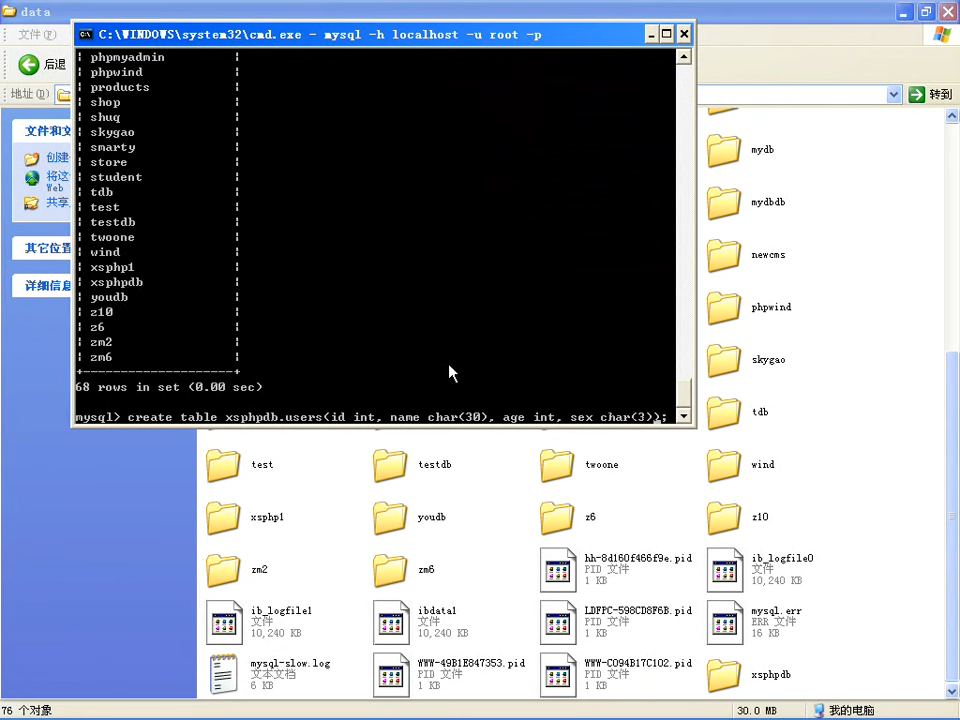 data
文件(F)
C:\WINDOWS\system32\cmd.exe - mysql -h localhost -u root -p
后退
地址(D)
转到
| phpmyadmin |
| phpwind |
| products |
| shop |
| shuq |
| skygao |
| smarty |
| store |
| student |
| tdb |
| test |
| testdb |
| twoone |
| wind |
| xsphp1 |
| xsphpdb |
| youdb |
| z10 |
| z6 |
| zm2 |
| zm6 |
+--------------------+
68 rows in set (0.00 sec)
mysql> create table xsphpdb.users(id int, name char(30), age int, sex char(3));
文件和文
创建
将这
Web
共享
其它位置
详细信息
mydb
mydbdb
newcms
phpwind
skygao
tdb
test
testdb
twoone
wind
xsphp1
youdb
z6
z10
zm2
zm6
hh-8d160f466f9e.pid
PID 文件
1 KB
ib_logfile0
文件
10,240 KB
ib_logfile1
文件
10,240 KB
ibdata1
文件
10,240 KB
LDFPC-598CD8F6B.pid
PID 文件
1 KB
mysql.err
ERR 文件
16 KB
mysql-slow.log
文本文档
6 KB
WWW-49B1E847353.pid
PID 文件
1 KB
WWW-C094B17C102.pid
PID 文件
1 KB
xsphpdb
76 个对象
30.0 MB
我的电脑